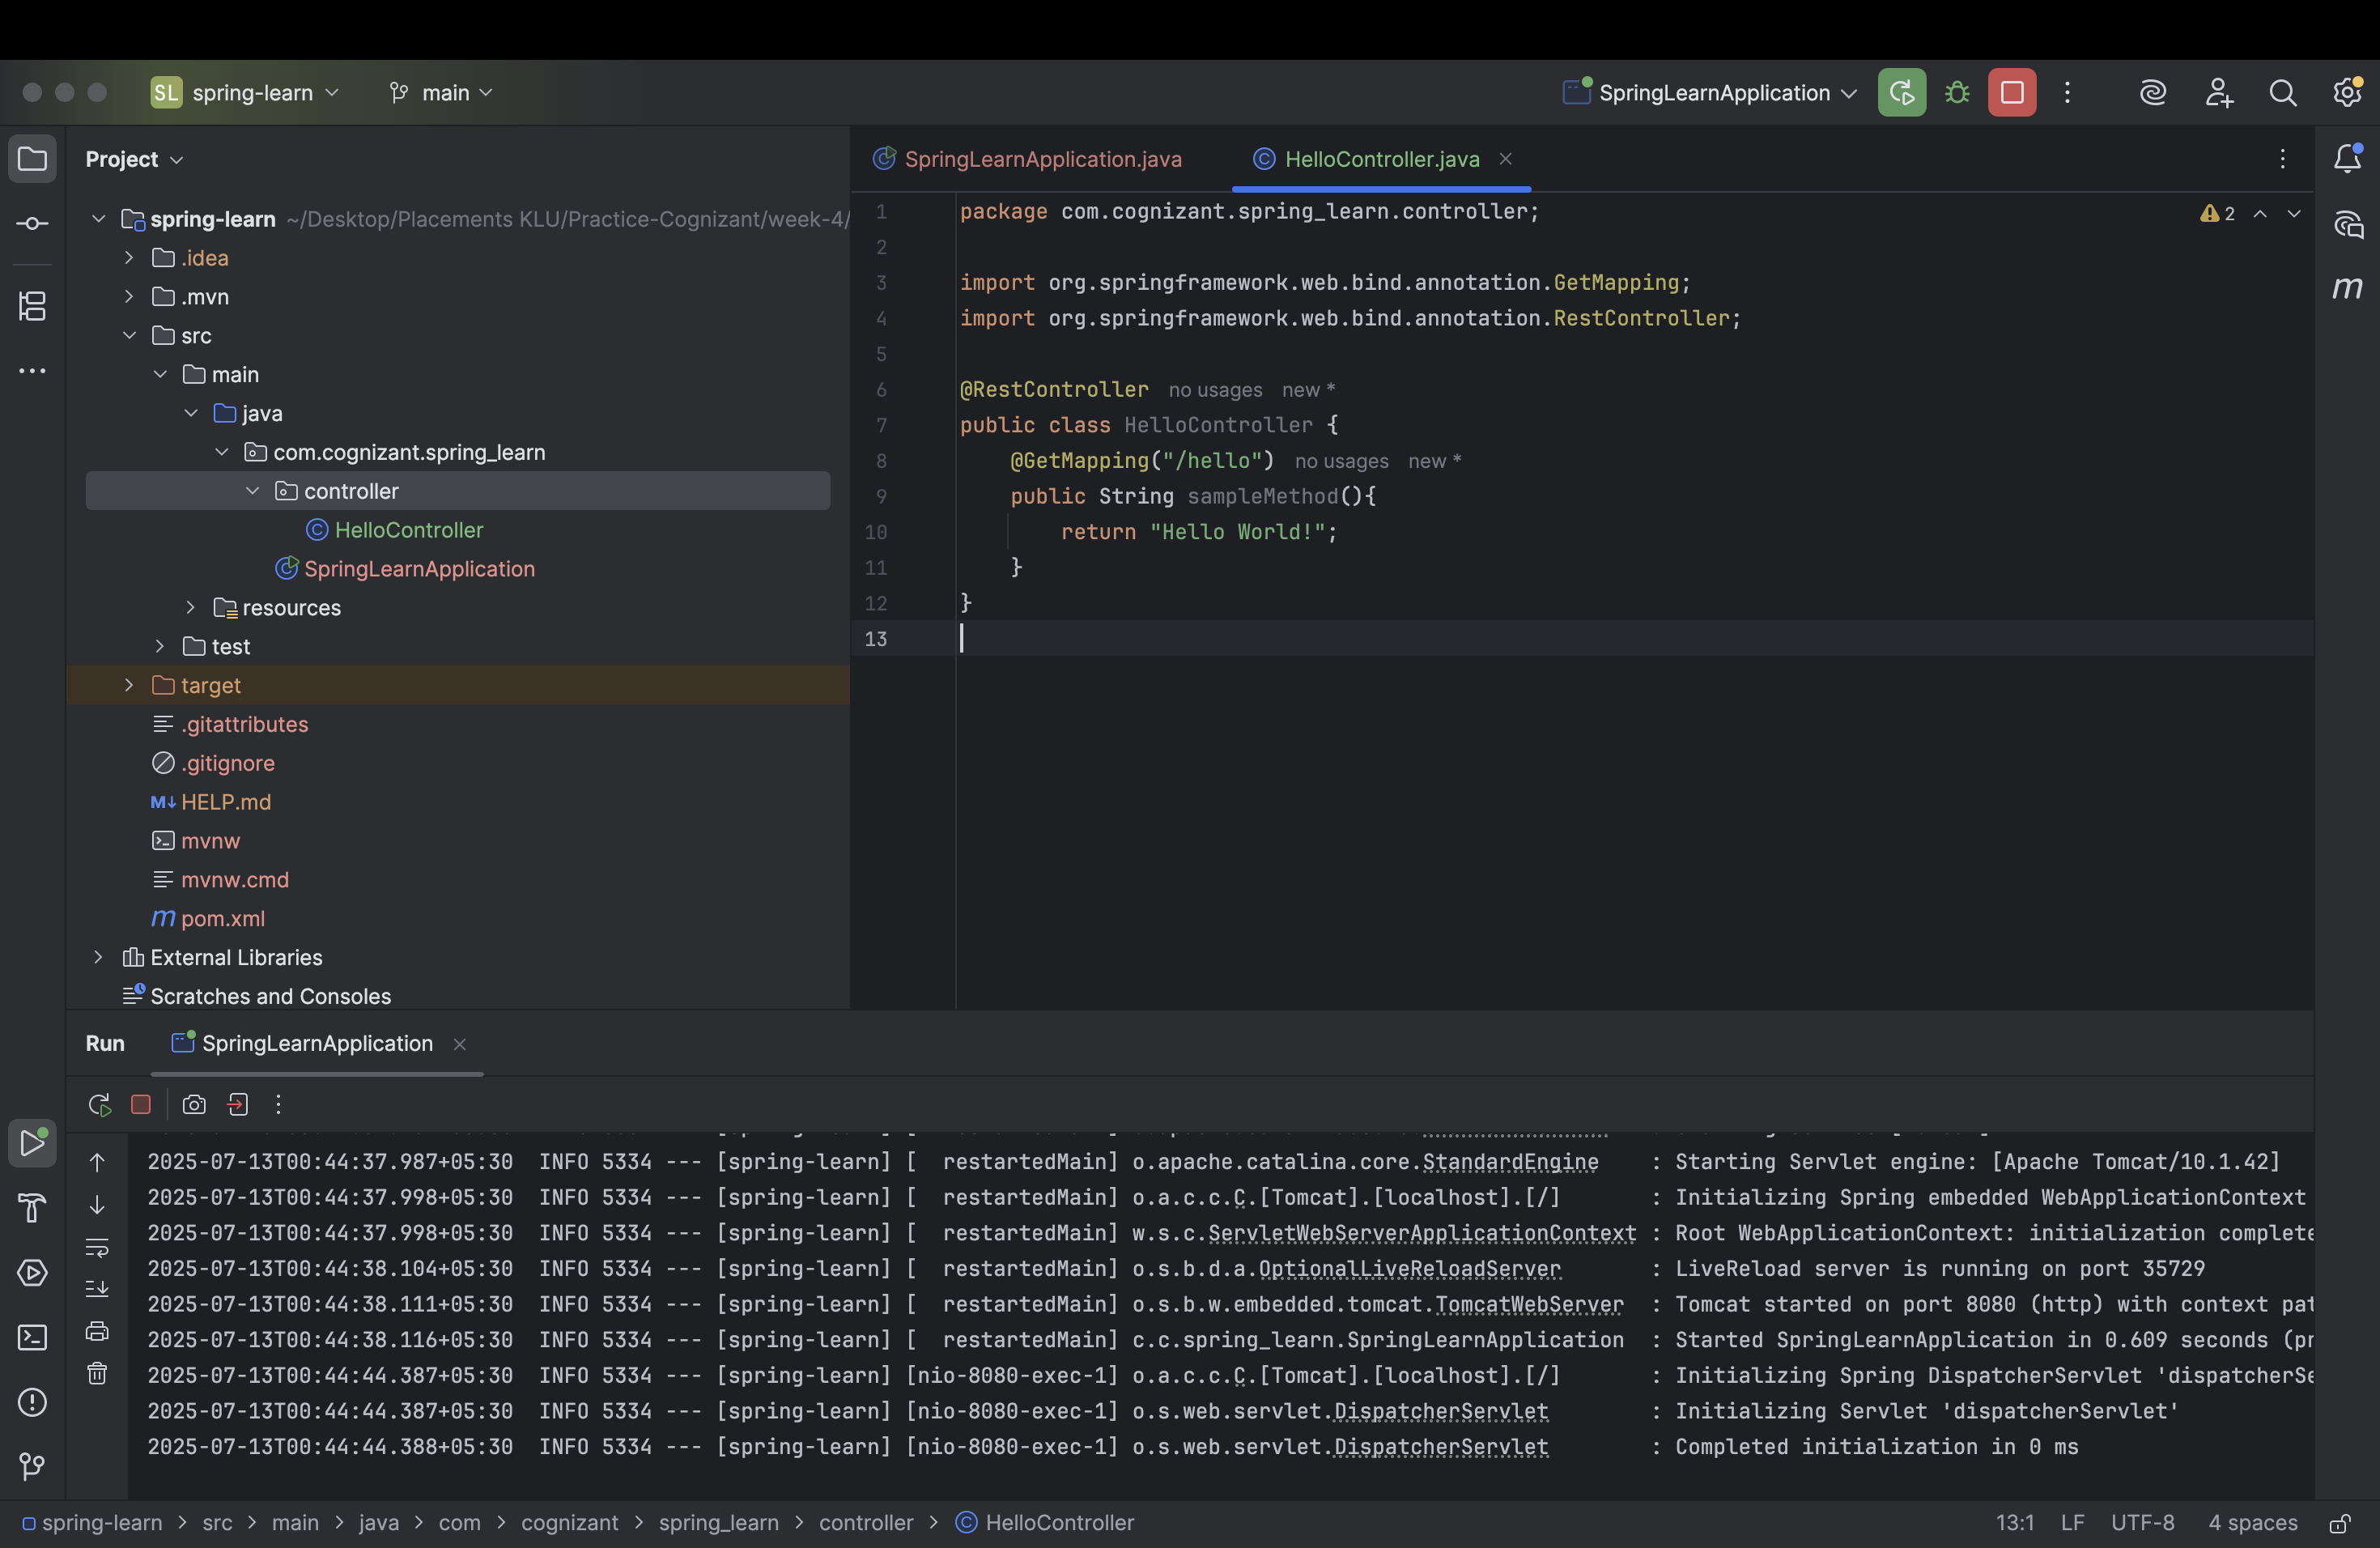 SL spring-learn main SpringLearnApplication
Project
spring-learn ~/Desktop/Placements KLU/Practice-Cognizant/week-4/
.idea
.mvn
src
main
java
com.cognizant.spring_learn
controller
HelloController
SpringLearnApplication
resources
test
target
.gitattributes
.gitignore
HELP.md
mvnw
mvnw.cmd
pom.xml
External Libraries
Scratches and Consoles
SpringLearnApplication.java HelloController.java
2
1 package com.cognizant.spring_learn.controller;
2
3 import org.springframework.web.bind.annotation.GetMapping;
4 import org.springframework.web.bind.annotation.RestController;
5
6 @RestController no usages new *
7 public class HelloController {
8 @GetMapping("/hello") no usages new *
9 public String sampleMethod(){
10 return "Hello World!";
11 }
12 }
13
Run SpringLearnApplication
2025-07-13T00:44:37.987+05:30 INFO 5334 --- [spring-learn] [ restartedMain] o.apache.catalina.core.StandardEngine : Starting Servlet engine: [Apache Tomcat/10.1.42]
2025-07-13T00:44:37.998+05:30 INFO 5334 --- [spring-learn] [ restartedMain] o.a.c.c.C.[Tomcat].[localhost].[/] : Initializing Spring embedded WebApplicationContext
2025-07-13T00:44:37.998+05:30 INFO 5334 --- [spring-learn] [ restartedMain] w.s.c.ServletWebServerApplicationContext : Root WebApplicationContext: initialization complete
2025-07-13T00:44:38.104+05:30 INFO 5334 --- [spring-learn] [ restartedMain] o.s.b.d.a.OptionalLiveReloadServer : LiveReload server is running on port 35729
2025-07-13T00:44:38.111+05:30 INFO 5334 --- [spring-learn] [ restartedMain] o.s.b.w.embedded.tomcat.TomcatWebServer : Tomcat started on port 8080 (http) with context pat
2025-07-13T00:44:38.116+05:30 INFO 5334 --- [spring-learn] [ restartedMain] c.c.spring_learn.SpringLearnApplication : Started SpringLearnApplication in 0.609 seconds (pr
2025-07-13T00:44:44.387+05:30 INFO 5334 --- [spring-learn] [nio-8080-exec-1] o.a.c.c.C.[Tomcat].[localhost].[/] : Initializing Spring DispatcherServlet 'dispatcherSe
2025-07-13T00:44:44.387+05:30 INFO 5334 --- [spring-learn] [nio-8080-exec-1] o.s.web.servlet.DispatcherServlet : Initializing Servlet 'dispatcherServlet'
2025-07-13T00:44:44.388+05:30 INFO 5334 --- [spring-learn] [nio-8080-exec-1] o.s.web.servlet.DispatcherServlet : Completed initialization in 0 ms
spring-learn > src > main > java > com > cognizant > spring_learn > controller > HelloController 13:1 LF UTF-8 4 spaces